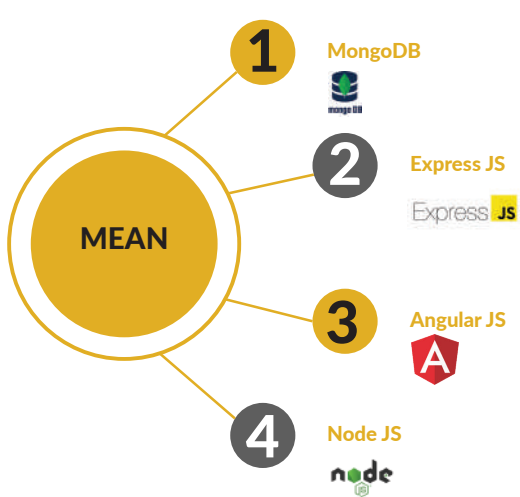 1
MongoDB
mongo DB
2
Express JS
Express JS
MEAN
3
Angular JS
A
4
Node JS
node
JS